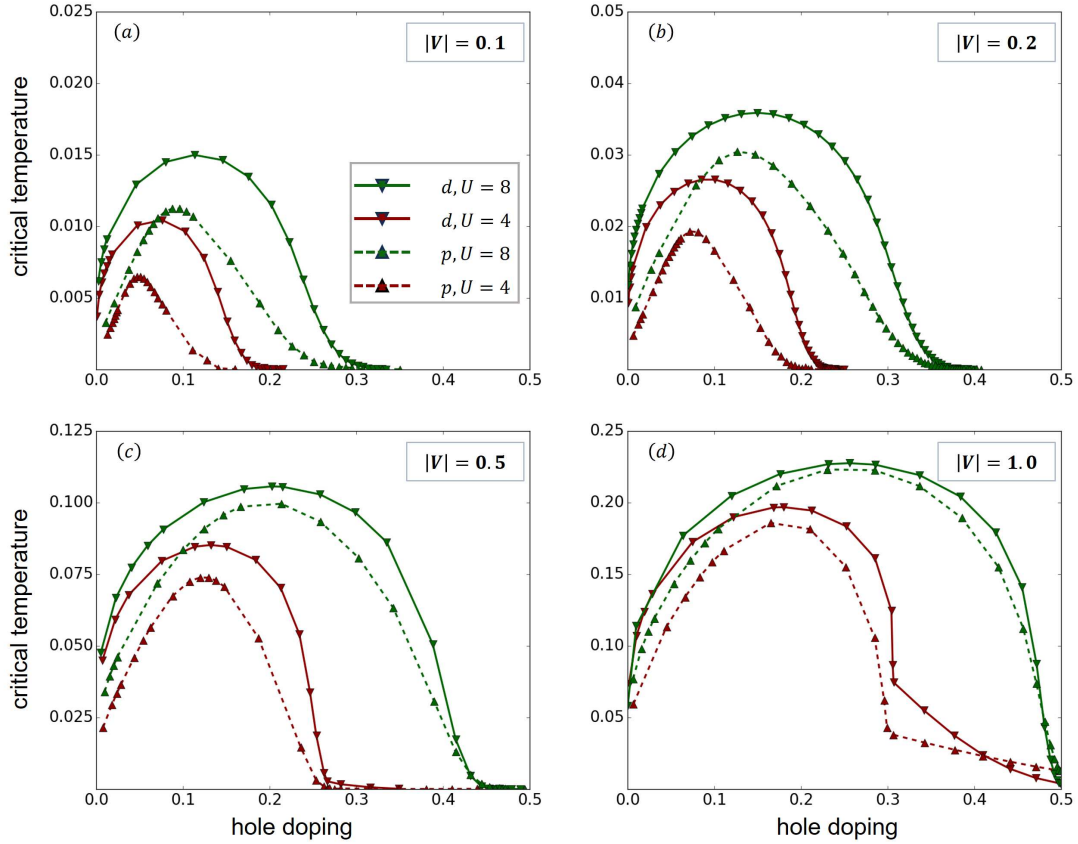 (a)
|V| = 0.1
critical temperature
0.025
0.020
0.015
0.010
0.005
0.0 0.1 0.2 0.3 0.4 0.5
d, U = 8
d, U = 4
p, U = 8
p, U = 4
(b)
|V| = 0.2
0.05
0.04
0.03
0.02
0.01
0.0 0.1 0.2 0.3 0.4 0.5
(c)
|V| = 0.5
critical temperature
0.125
0.100
0.075
0.050
0.025
0.0 0.1 0.2 0.3 0.4 0.5
hole doping
(d)
|V| = 1.0
0.25
0.20
0.15
0.10
0.05
0.0 0.1 0.2 0.3 0.4 0.5
hole doping